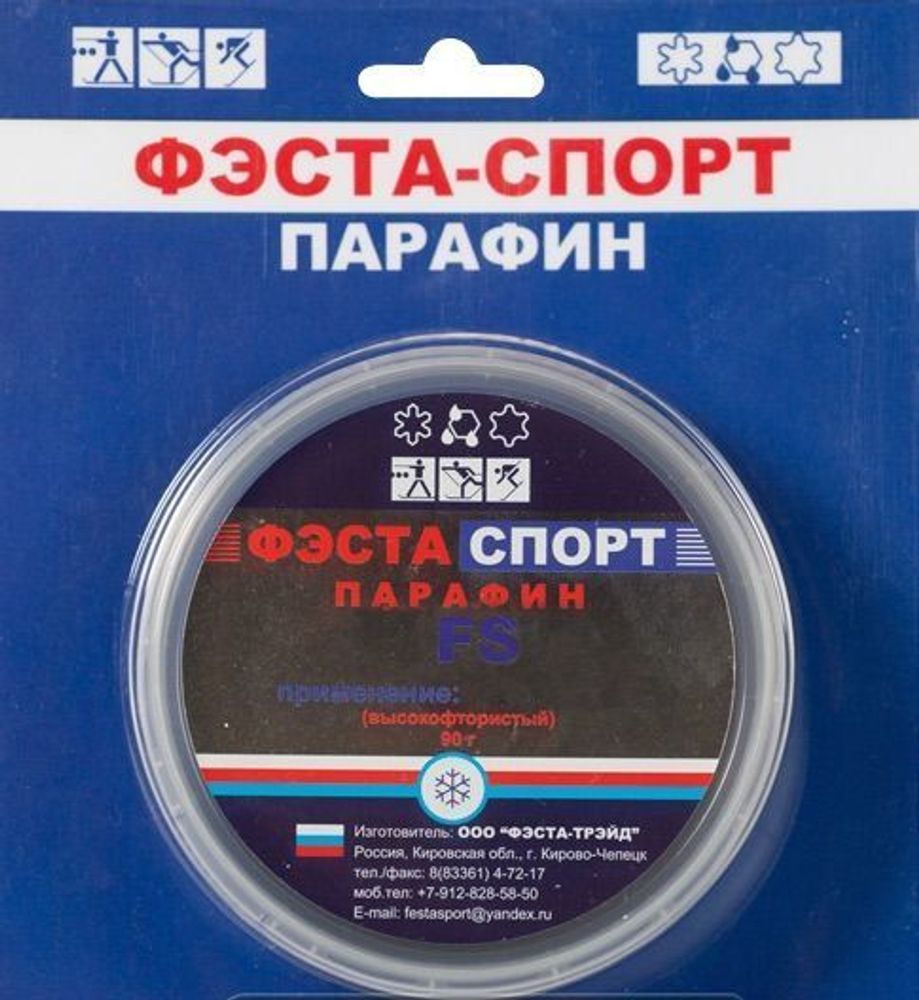 ФЭСТА-СПОРТ
ПАРАФИН
ФЭСТА СПОРТ
ПАРАФИН
FS
применение:
(высокофтористый)
90 г
Изготовитель: ООО "ФЭСТА-ТРЭЙД"
Россия, Кировская обл., г. Кирово-Чепецк
тел./факс: 8(83361) 4-72-17
моб.тел: +7-912-828-58-50
E-mail: festasport@yandex.ru